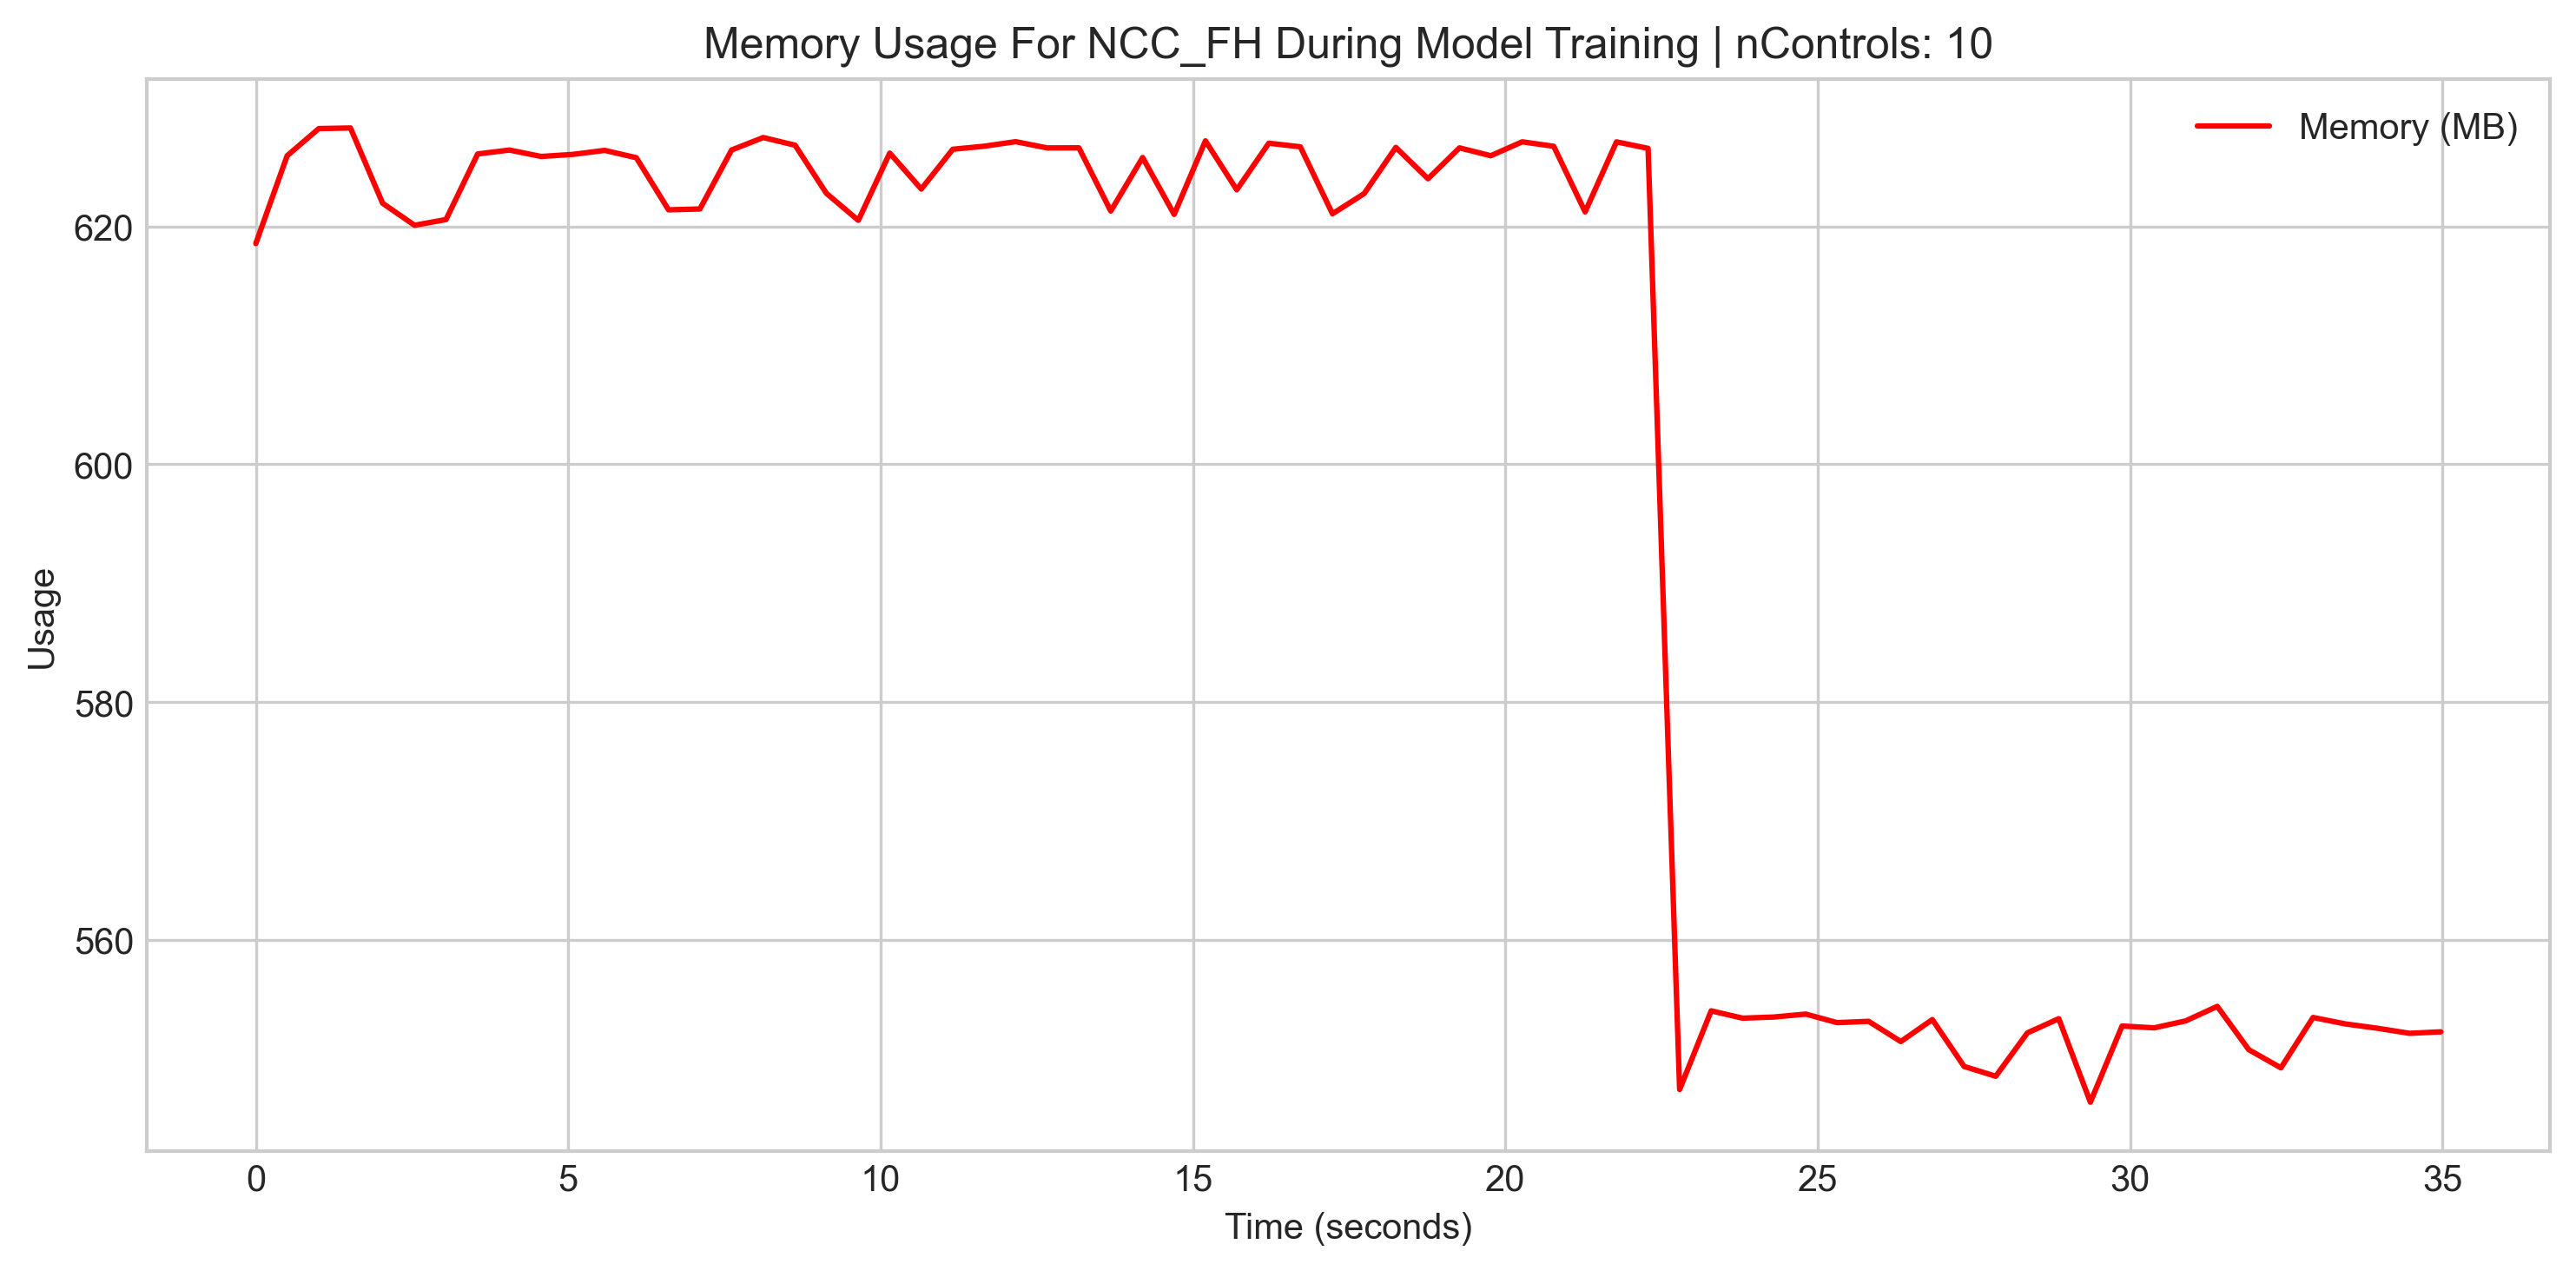 Memory Usage For NCC_FH During Model Training | nControls: 10
Memory (MB)
620
600
580
560
Usage
0 5 10 15 20 25 30 35
Time (seconds)